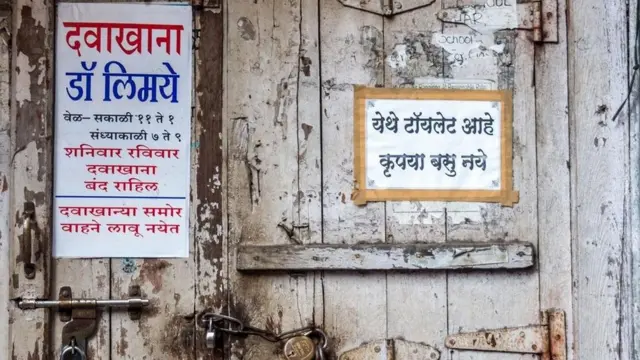 दवाखाना
डॉ लिमये
वेळ-सकाळी ११ ते १
संध्याकाळी ७ ते ९
शनिवार रविवार
दवाखाना
बंद राहिल
दवाखान्या समोर
वाहने लावू नयेत
येथे टॉयलेट आहे
कृपया बसु नये
School